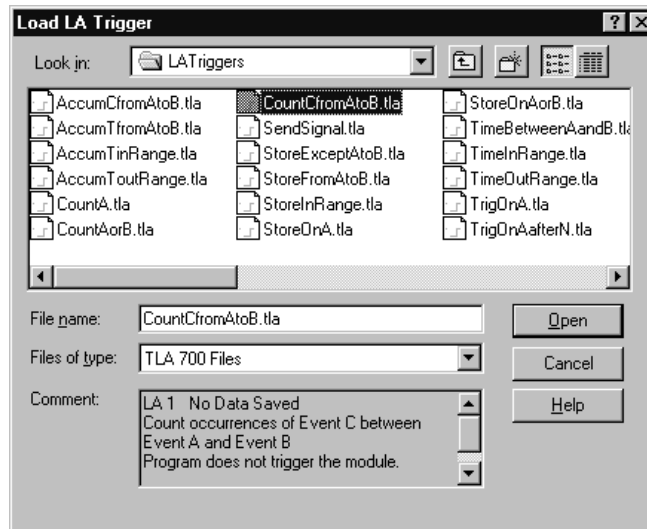 Load LA Trigger
Look in:
LATriggers
AccumCfromAtoB.tla
AccumTfromAtoB.tla
AccumTinRange.tla
AccumToutRange.tla
CountA.tla
CountAorB.tla
CountCfromAtoB.tla
SendSignal.tla
StoreExceptAtoB.tla
StoreFromAtoB.tla
StoreInRange.tla
StoreOnA.tla
StoreOnAorB.tla
TimeBetweenAandB.tla
TimeInRange.tla
TimeOutRange.tla
TrigOnA.tla
TrigOnAafterN.tla
File name:
CountCfromAtoB.tla
Open
Files of type:
TLA 700 Files
Cancel
Comment:
LA 1 No Data Saved
Count occurrences of Event C between
Event A and Event B
Program does not trigger the module.
Help